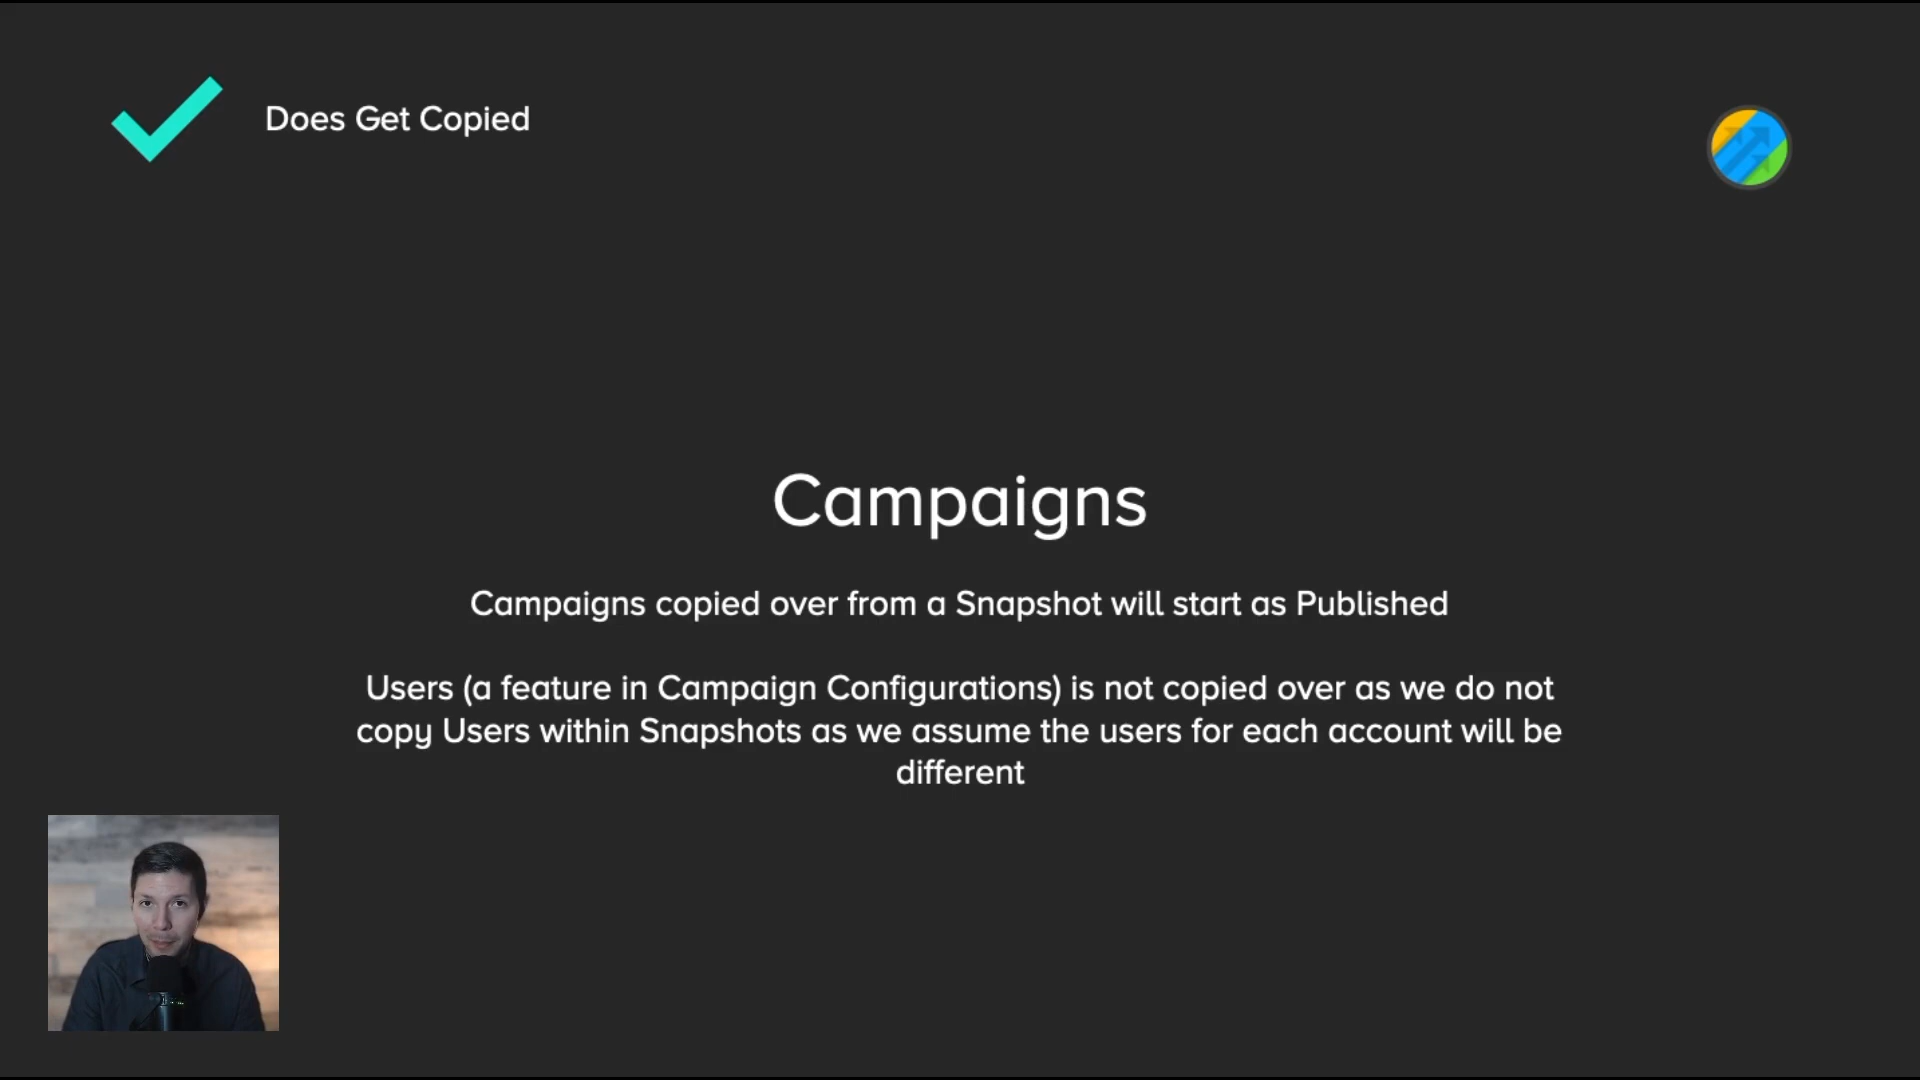 Does Get Copied
Campaigns
Campaigns copied over from a Snapshot will start as Published
Users (a feature in Campaign Configurations) is not copied over as we do not
copy Users within Snapshots as we assume the users for each account will be
different